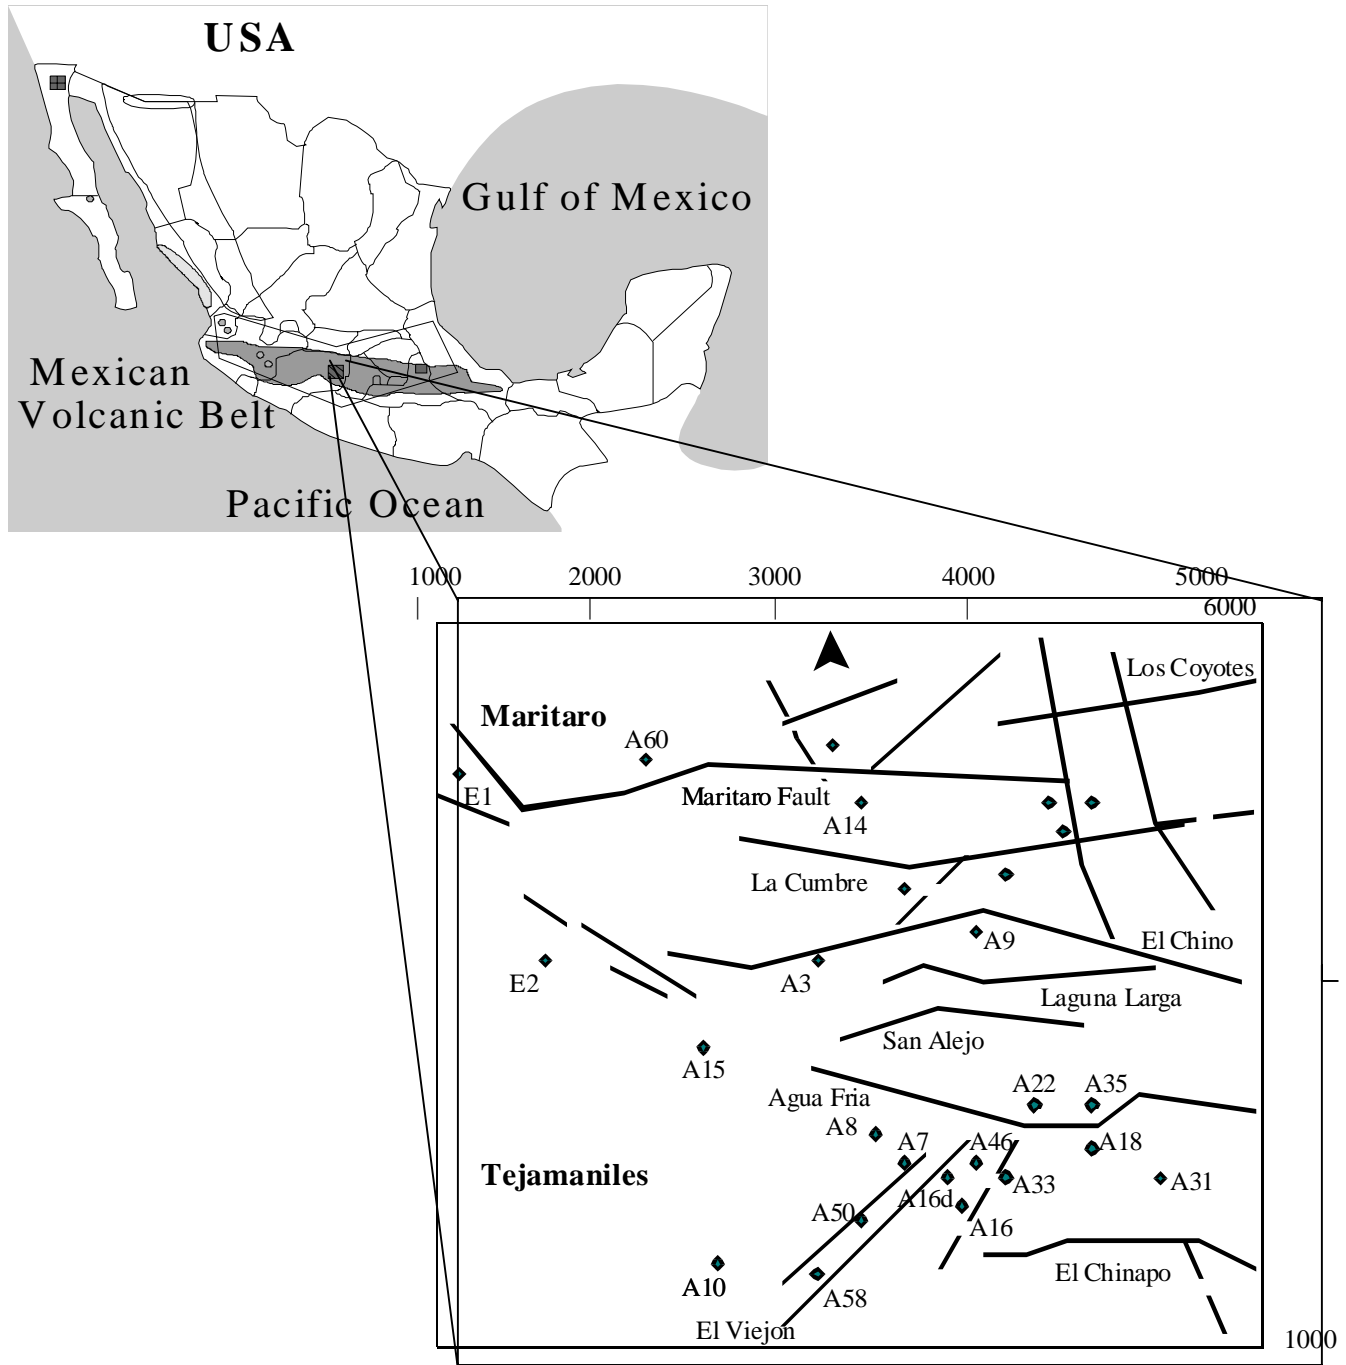 USA
Gulf of Mexico
Mexican
Volcanic Belt
Pacific Ocean
1000 2000 3000 4000 5000
6000
Los Coyotes
Maritaro
A60
E1
Maritaro Fault
A14
La Cumbre
A9
El Chino
E2
A3
Laguna Larga
San Alejo
A15
A22 A35
Agua Fria
A8
A7 A46 A18
Tejamaniles
A33 A31
A16d
A50
A16
El Chinapo
A10
A58
El Viejon
1000